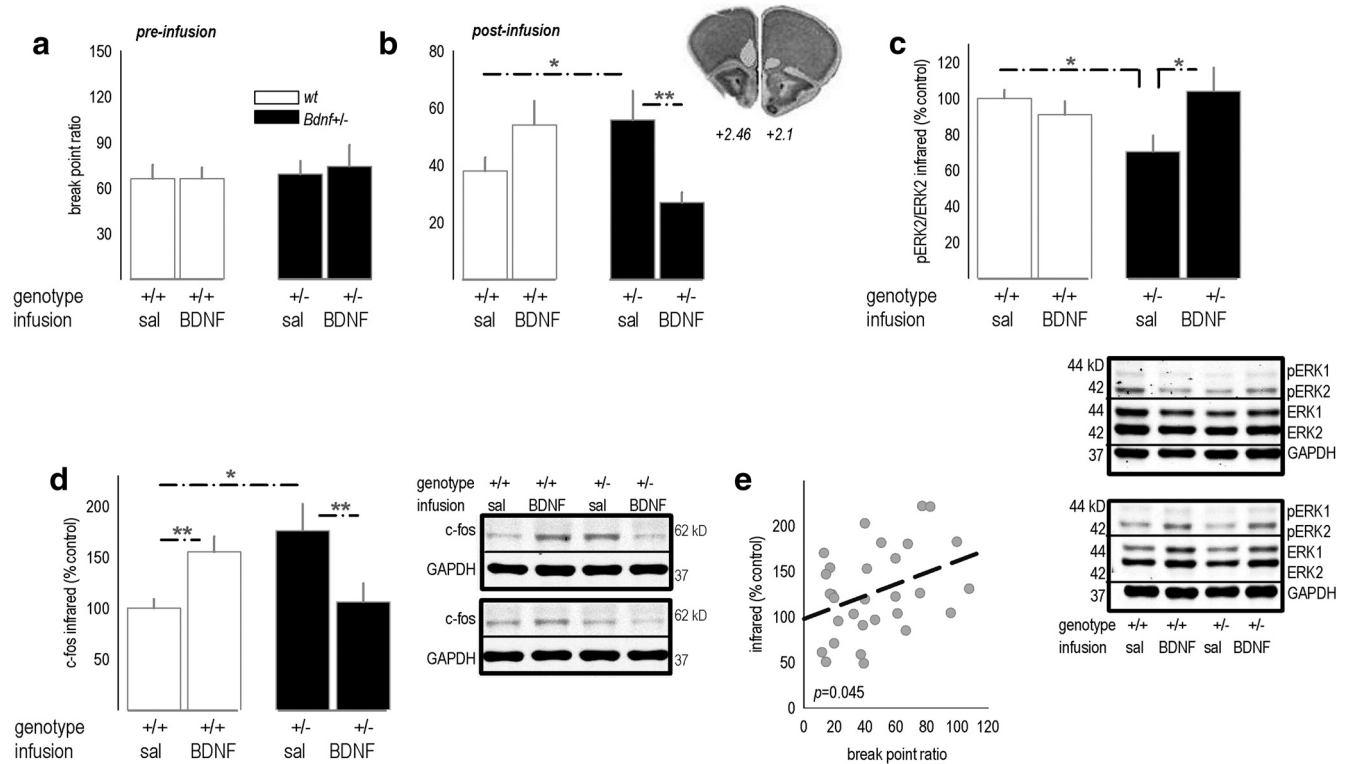 a
pre-infusion
150
120
90
60
30
break point ratio
wt
Bdnf+/-
genotype +/+ +/+ +/- +/-
infusion sal BDNF sal BDNF
b
post-infusion
80
60
40
20
*
**
+2.46 +2.1
+/+ +/+ +/- +/-
sal BDNF sal BDNF
c
120
100
80
60
40
20
pERK2/ERK2 infrared (% control)
* *
genotype +/+ +/+ +/- +/-
infusion sal BDNF sal BDNF
44 kD pERK1
42 pERK2
44 ERK1
42 ERK2
37 GAPDH
44 kD pERK1
42 pERK2
44 ERK1
42 ERK2
37 GAPDH
genotype +/+ +/+ +/- +/-
infusion sal BDNF sal BDNF
d
200
150
100
50
c-fos infrared (% control)
*
** **
genotype +/+ +/+ +/- +/-
infusion sal BDNF sal BDNF
genotype +/+ +/+ +/- +/-
infusion sal BDNF sal BDNF
c-fos 62 kD
GAPDH 37
c-fos 62 kD
GAPDH 37
e
200
150
100
50
0
infrared (% control)
p=0.045
0 20 40 60 80 100 120
break point ratio